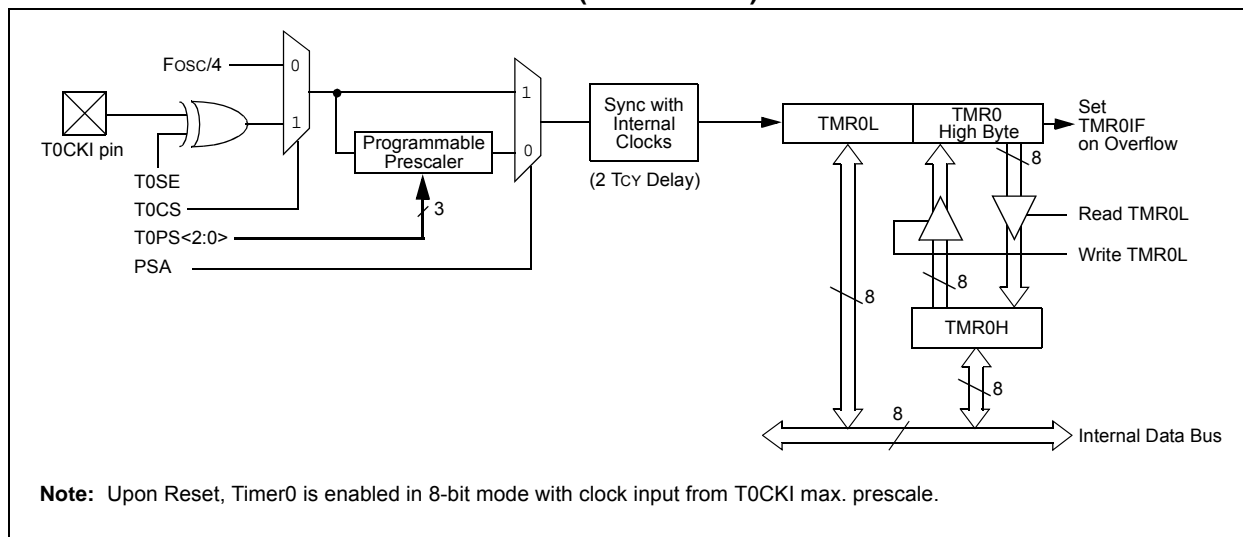 FOSC/4
0
1
T0CKI pin
T0SE
T0CS
T0PS<2:0>
PSA
Programmable
Prescaler
3
1
0
Sync with
Internal
Clocks
(2 TCY Delay)
TMR0L
TMR0
High Byte
Set
TMR0IF
on Overflow
8
Read TMR0L
Write TMR0L
8
8
TMR0H
8
8
Internal Data Bus
Note: Upon Reset, Timer0 is enabled in 8-bit mode with clock input from T0CKI max. prescale.